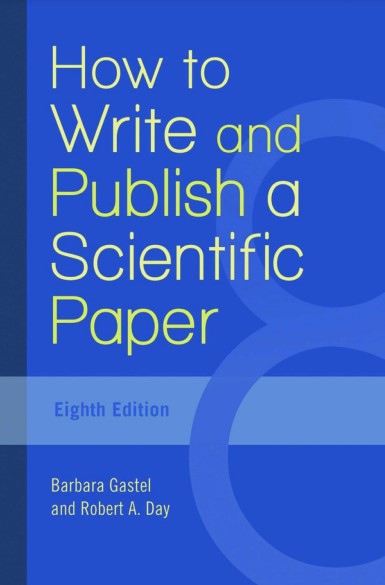 How to
Write and
Publish a
Scientific
Paper
Eighth Edition
Barbara Gastel
and Robert A. Day